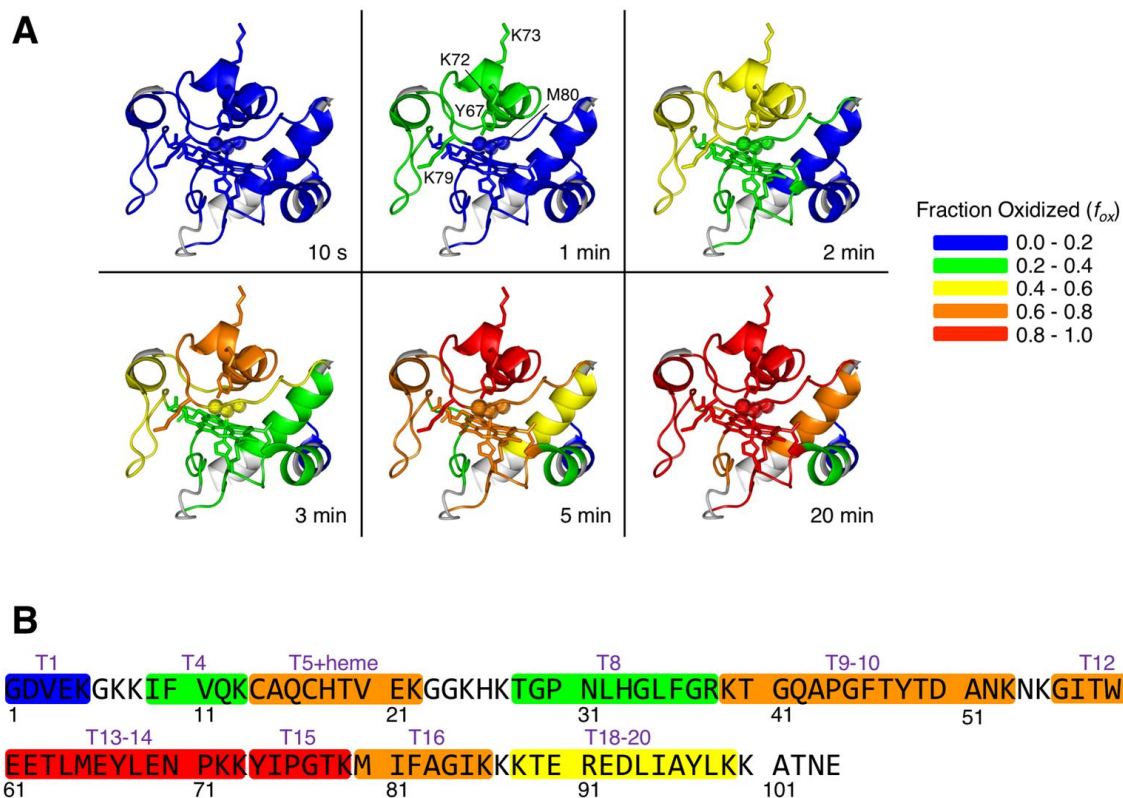 A
K73
K72
M80
Y67
K79
10 s
1 min
2 min
Fraction Oxidized (fox)
0.0 - 0.2
0.2 - 0.4
0.4 - 0.6
0.6 - 0.8
0.8 - 1.0
3 min
5 min
20 min
B
T1 T4 T5+heme T8 T9-10 T12
GDVEKGKKIF VQKCAQCHTV EKGGKHKTGP NLHGLFGRKT GQAPGFTYTD ANKNKGITW
1 11 21 31 41 51
T13-14 T15 T16 T18-20
EETLMEYLEN PKKYIPGTKM IFAGIKKKTE REDLIAYLKK ATNE
61 71 81 91 101